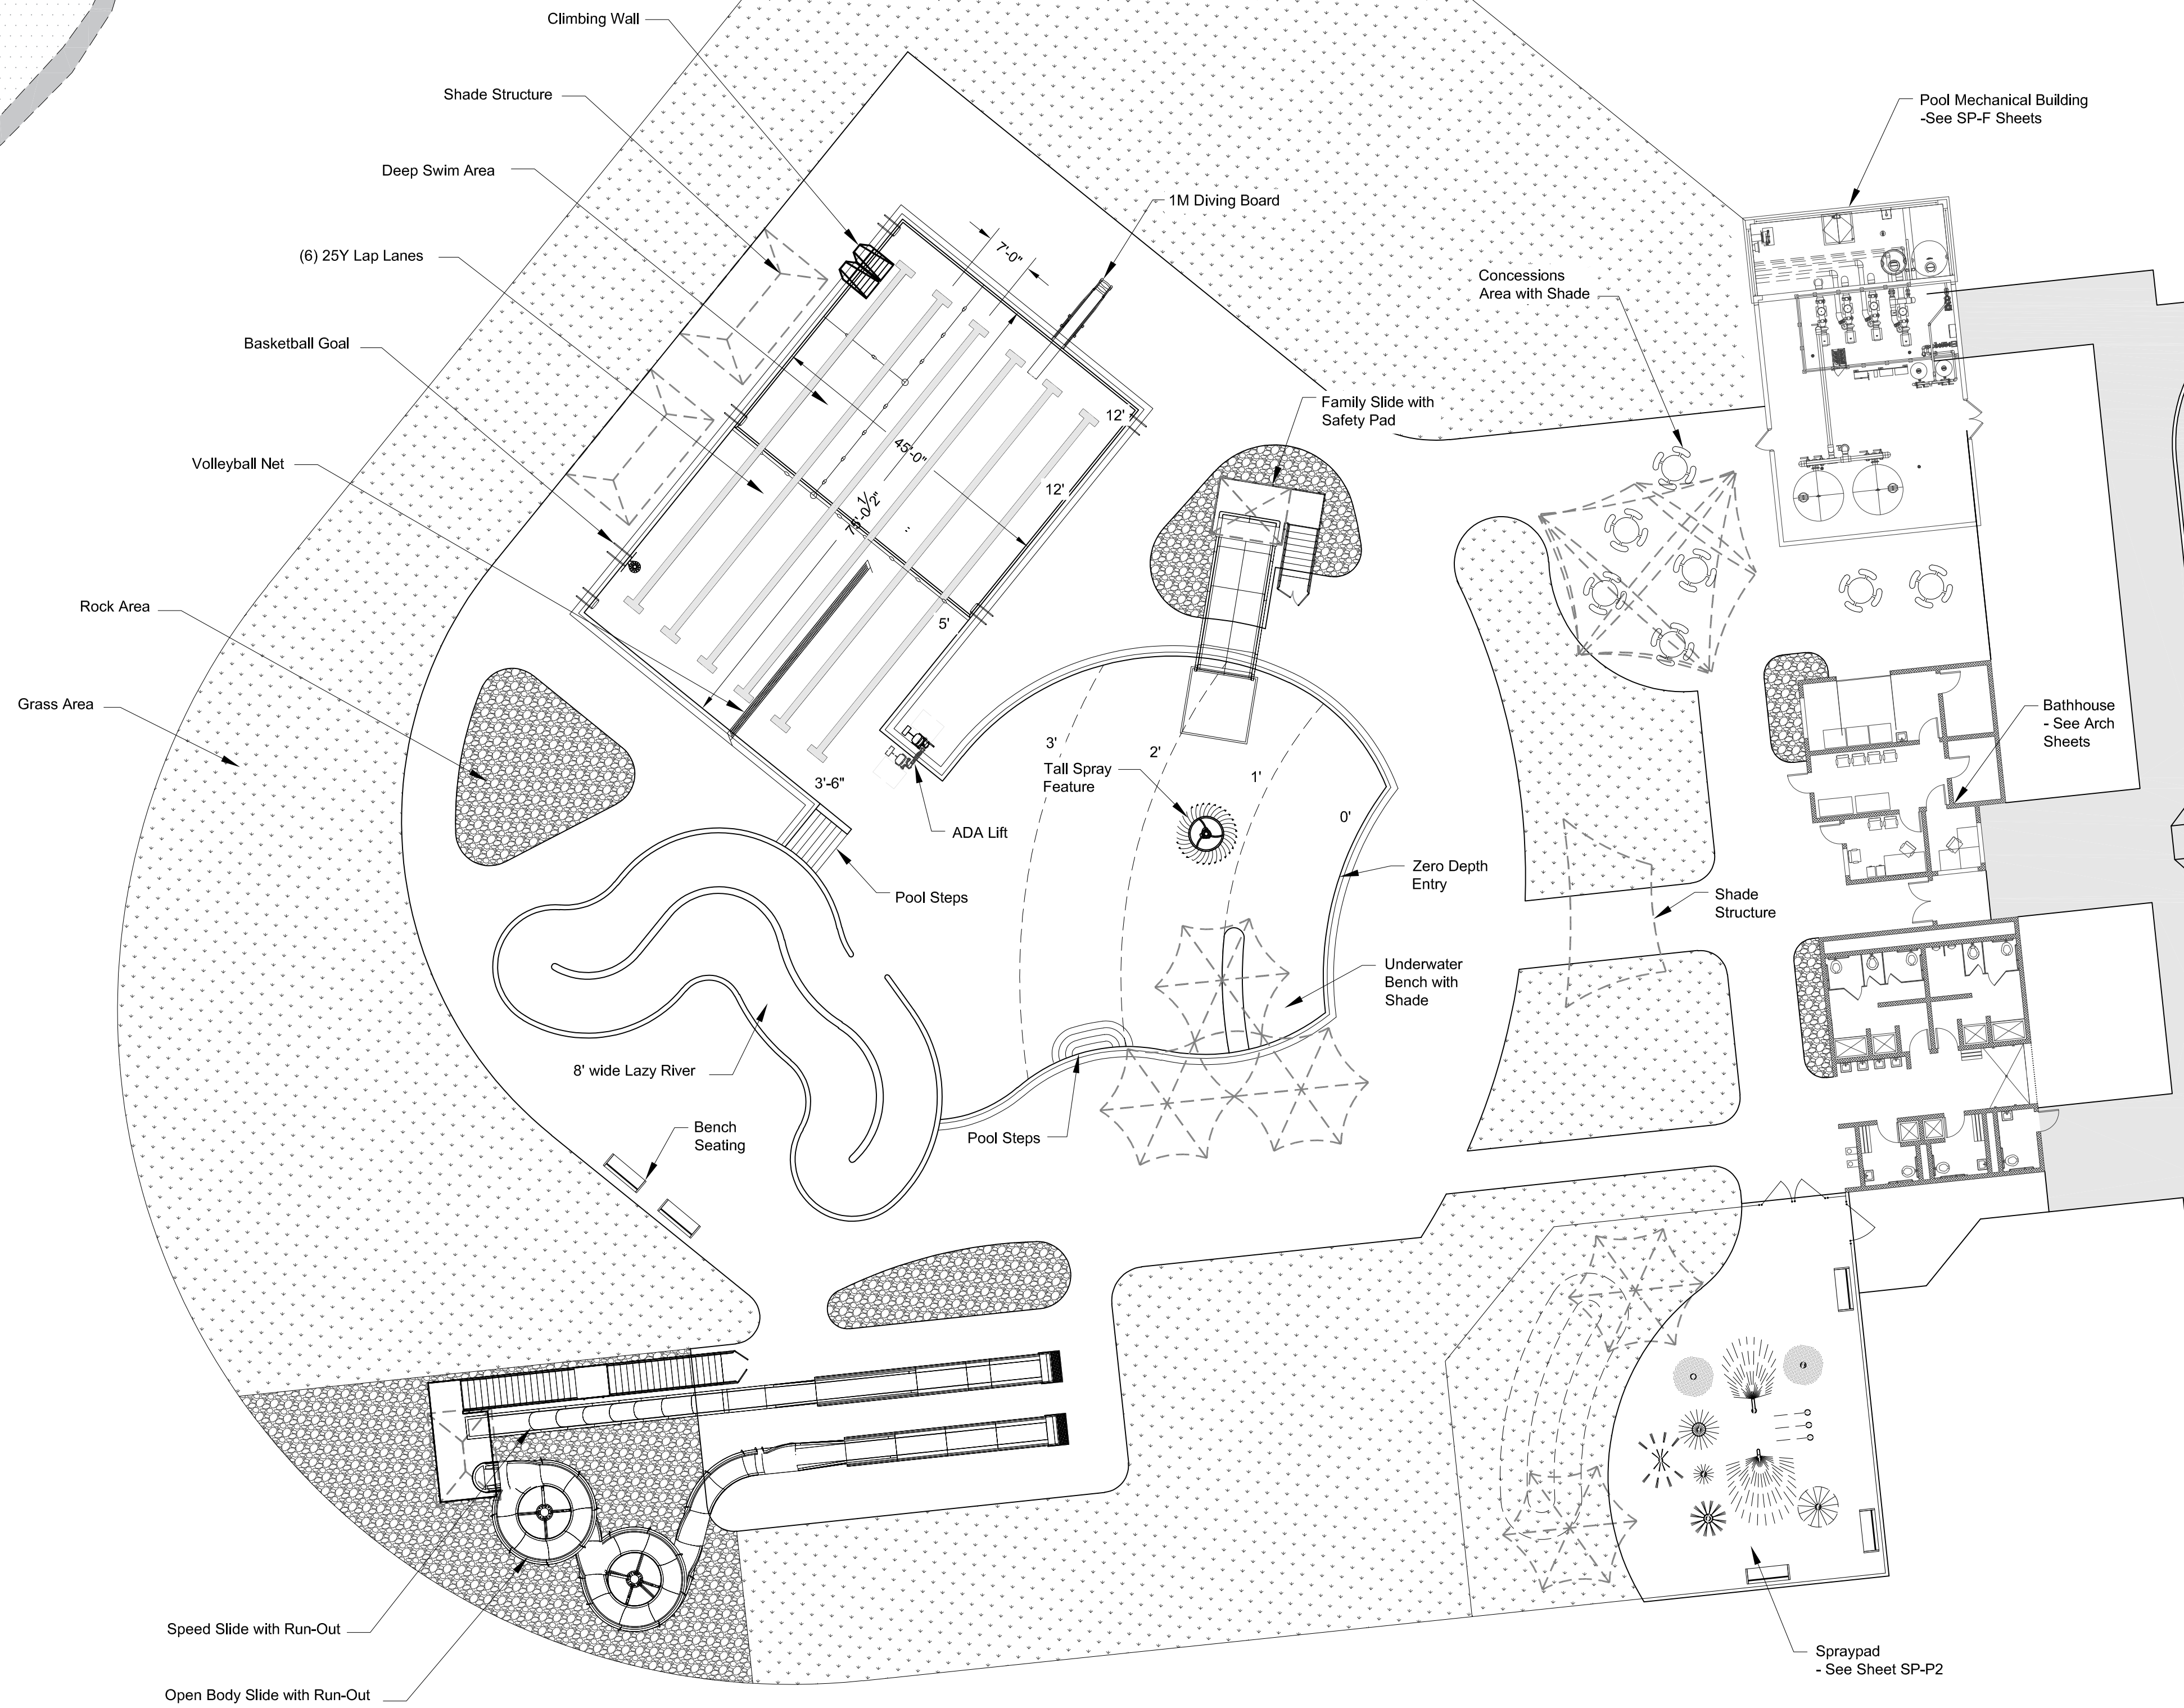 Climbing Wall
Shade Structure
Deep Swim Area
(6) 25Y Lap Lanes
Basketball Goal
Volleyball Net
Rock Area
Grass Area
1M Diving Board
7'-0"
Pool Mechanical Building
-See SP-F Sheets
Concessions
Area with Shade
Family Slide with
Safety Pad
12'
45'-0"
12'
75'-0 1/2"
5'
3'-6"
3'
2'
1'
0'
Tall Spray
Feature
ADA Lift
Pool Steps
Zero Depth
Entry
Bathhouse
- See Arch
Sheets
Shade
Structure
Underwater
Bench with
Shade
8' wide Lazy River
Bench
Seating
Pool Steps
Speed Slide with Run-Out
Open Body Slide with Run-Out
Spraypad
- See Sheet SP-P2